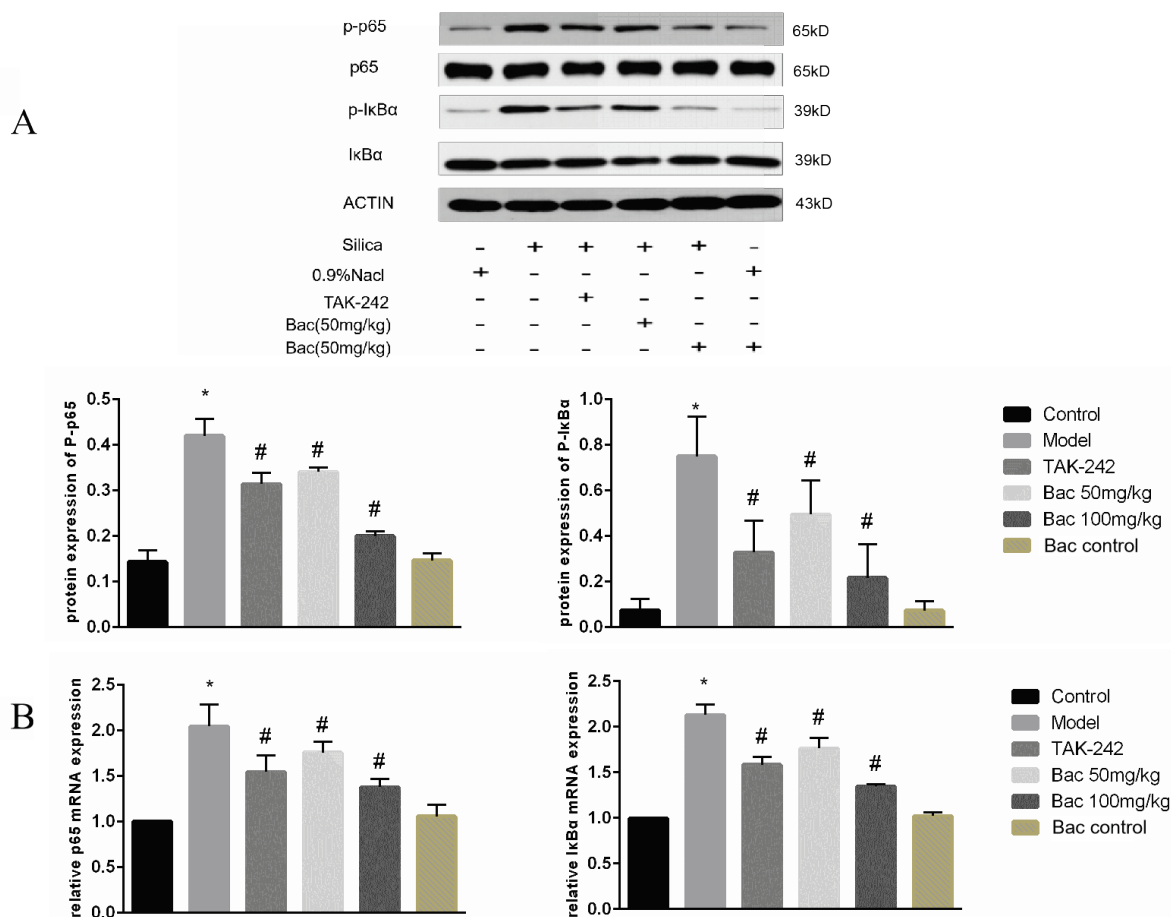 A
p-p65 65kD
p65 65kD
p-IκBα 39kD
IκBα 39kD
ACTIN 43kD
Silica - + + + + -
0.9%Nacl + - - - - +
TAK-242 - - + - - -
Bac(50mg/kg) - - - + - -
Bac(50mg/kg) - - - - + +
protein expression of P-p65
0.5
0.4
0.3
0.2
0.1
0.0
* # # #
protein expression of P-IκBα
1.0
0.8
0.6
0.4
0.2
0.0
* # # #
Control
Model
TAK-242
Bac 50mg/kg
Bac 100mg/kg
Bac control
B
relative p65 mRNA expression
2.5
2.0
1.5
1.0
0.5
0.0
* # # #
relative IκBα mRNA expression
2.5
2.0
1.5
1.0
0.5
0.0
* # # #
Control
Model
TAK-242
Bac 50mg/kg
Bac 100mg/kg
Bac control